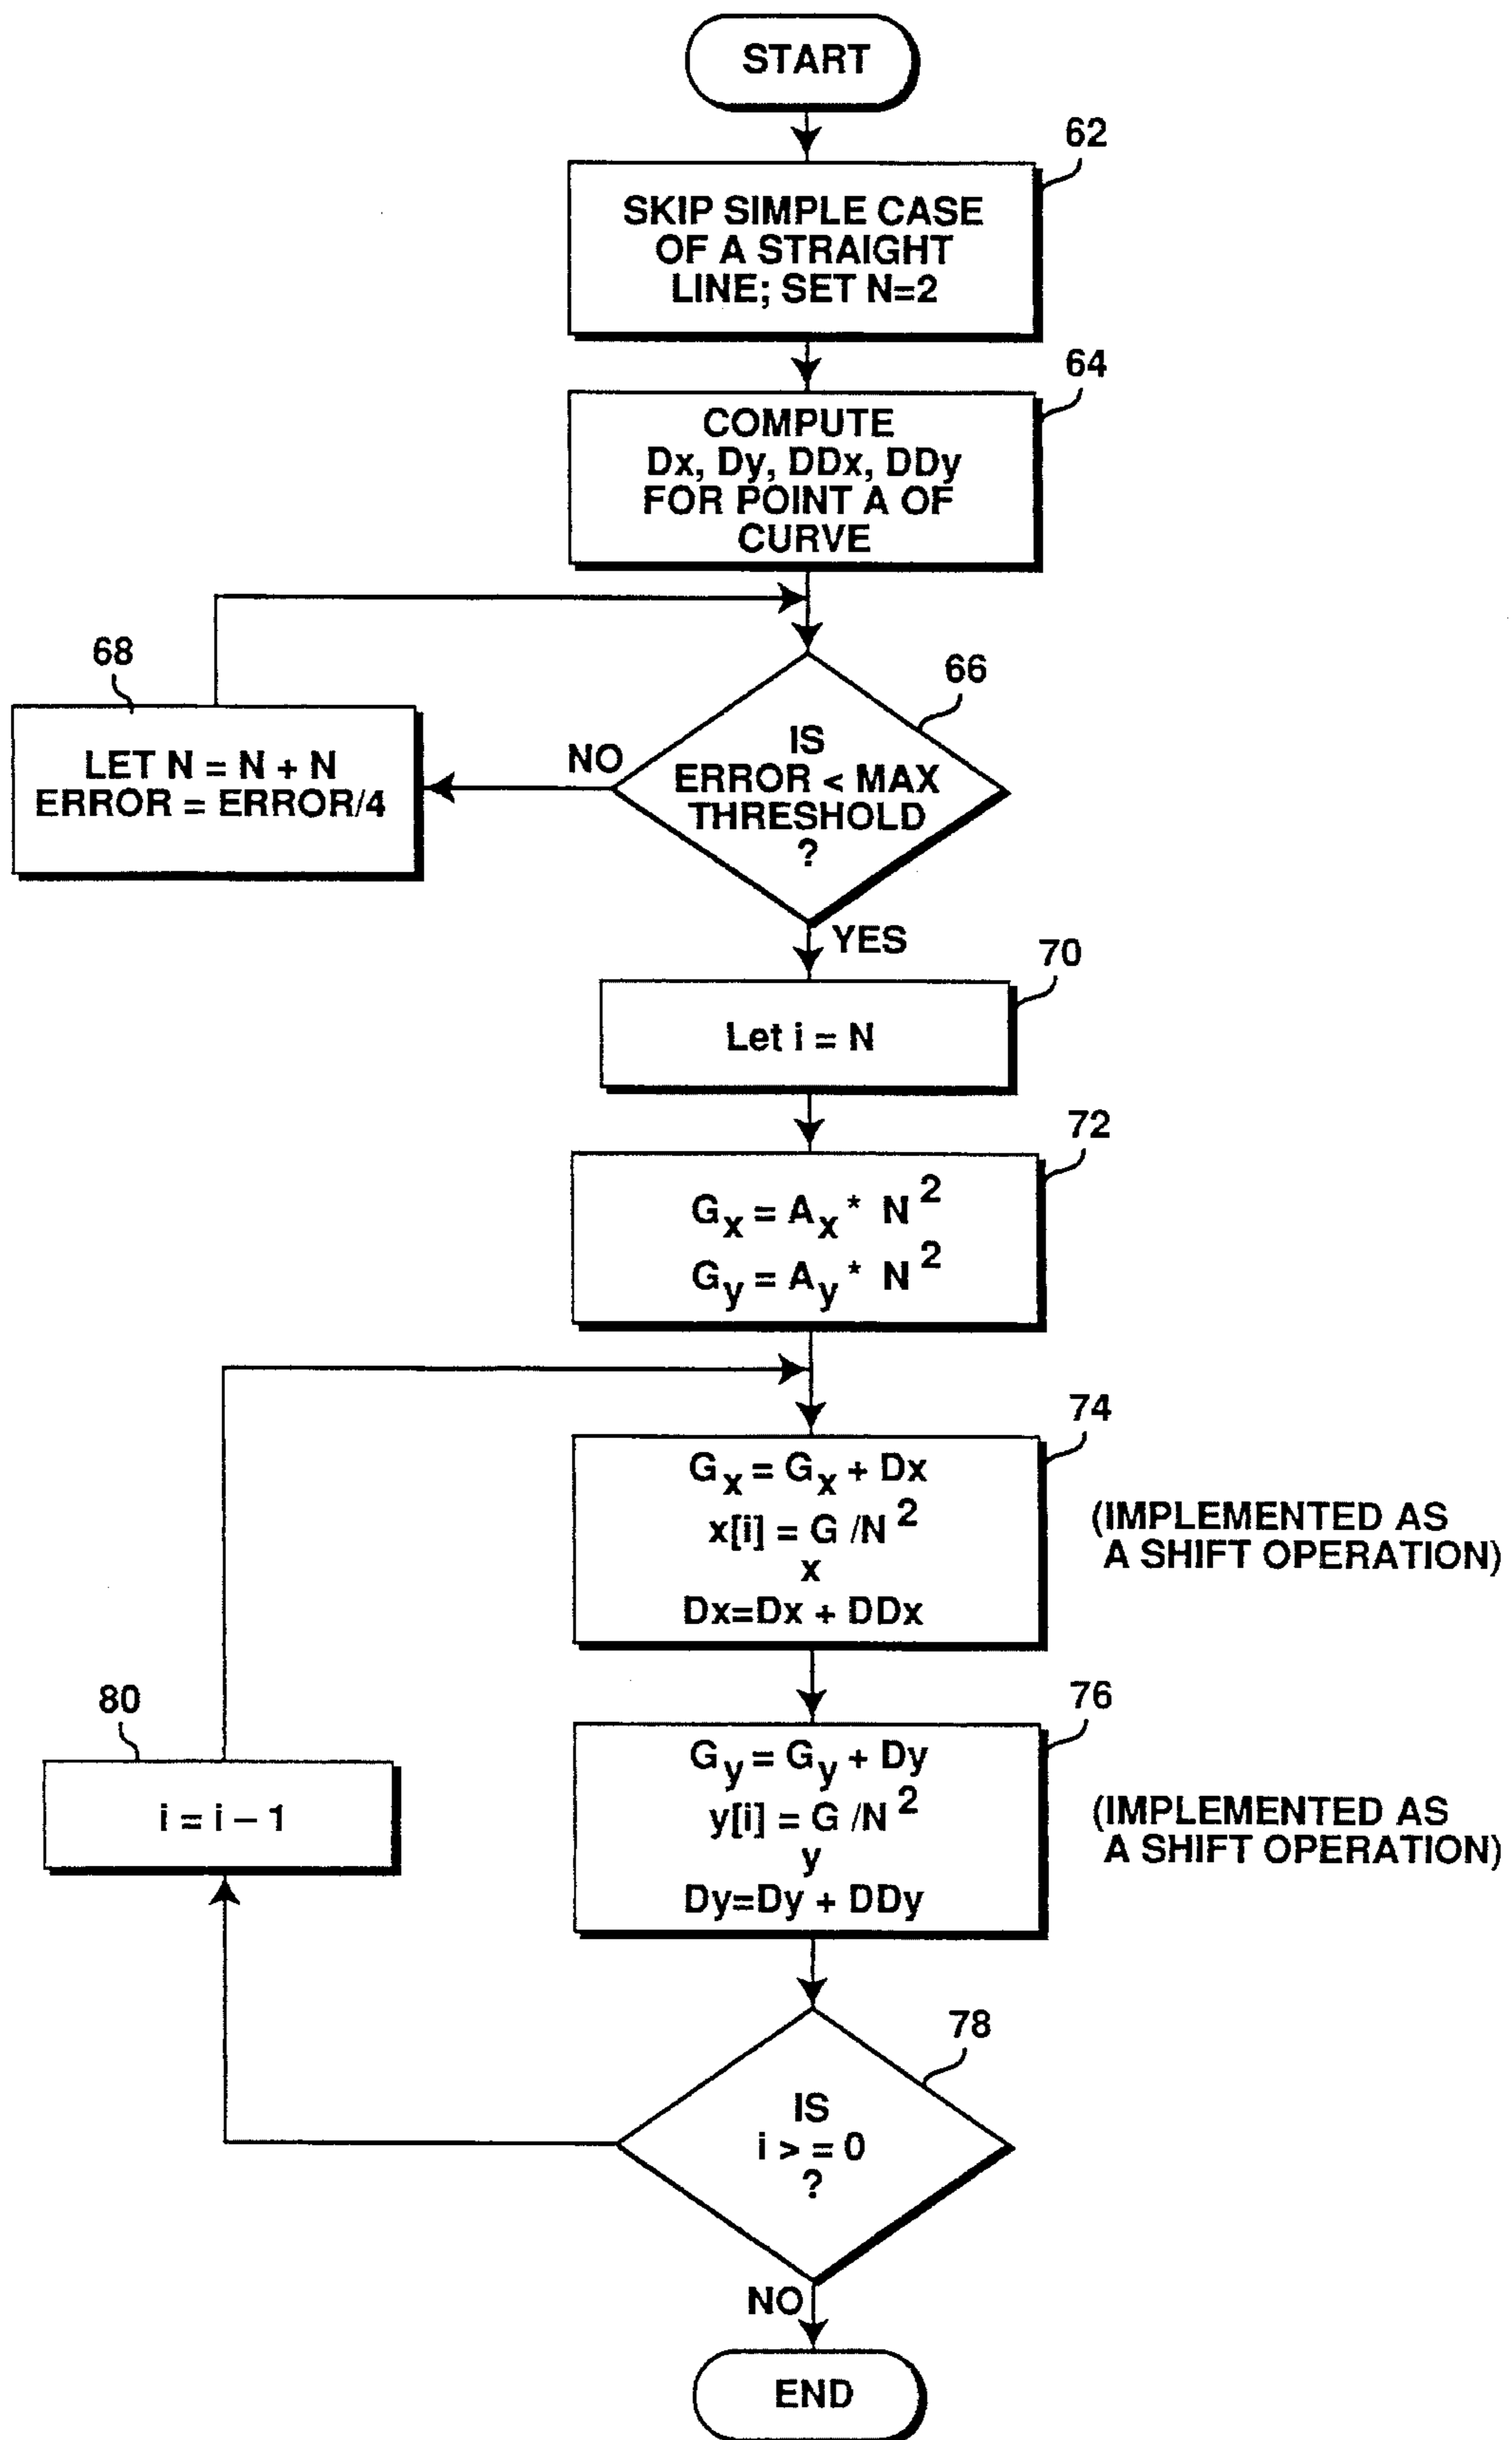 START
62
SKIP SIMPLE CASE
OF A STRAIGHT
LINE; SET N=2
64
COMPUTE
Dx, Dy, DDx, DDy
FOR POINT A OF
CURVE
68
66
LET N = N + N
ERROR = ERROR/4
NO
IS
ERROR < MAX
THRESHOLD
?
YES
70
Let i = N
72
Gx = Ax * N 2
Gy = Ay * N 2
74
Gx = Gx + Dx
x[i] = G /N 2
x
Dx=Dx + DDx
(IMPLEMENTED AS
A SHIFT OPERATION)
80
i = i – 1
76
Gy = Gy + Dy
y[i] = G /N 2
y
Dy=Dy + DDy
(IMPLEMENTED AS
A SHIFT OPERATION)
78
IS
i > = 0
?
NO
END